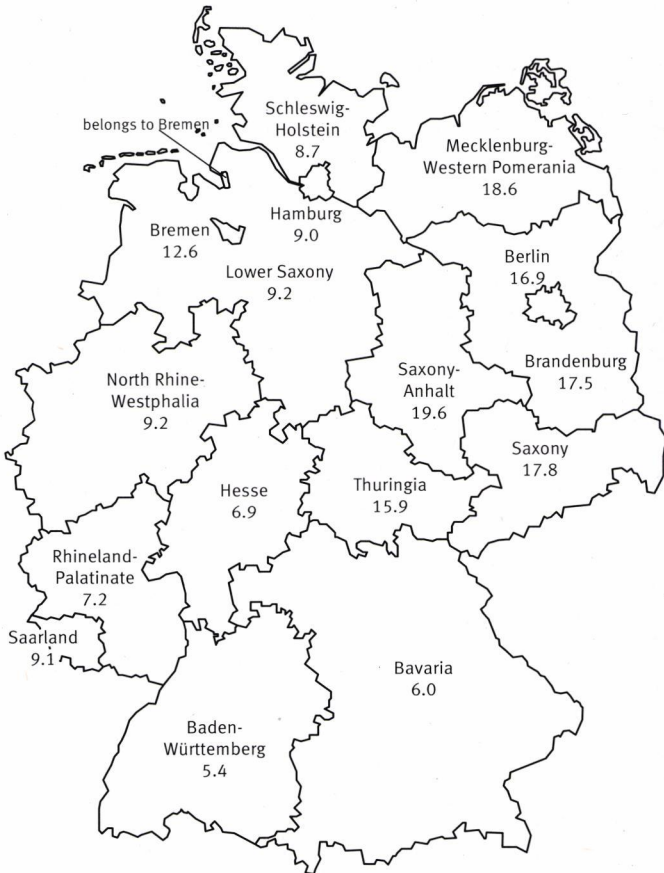 Schleswig-
Holstein
8.7
belongs to Bremen
Mecklenburg-
Western Pomerania
18.6
Hamburg
9.0
Bremen
12.6
Berlin
16.9
Lower Saxony
9.2
Brandenburg
17.5
Saxony-
Anhalt
19.6
North Rhine-
Westphalia
9.2
Saxony
17.8
Hesse
6.9
Thuringia
15.9
Rhineland-
Palatinate
7.2
Saarland
9.1
Bavaria
6.0
Baden-
Württemberg
5.4